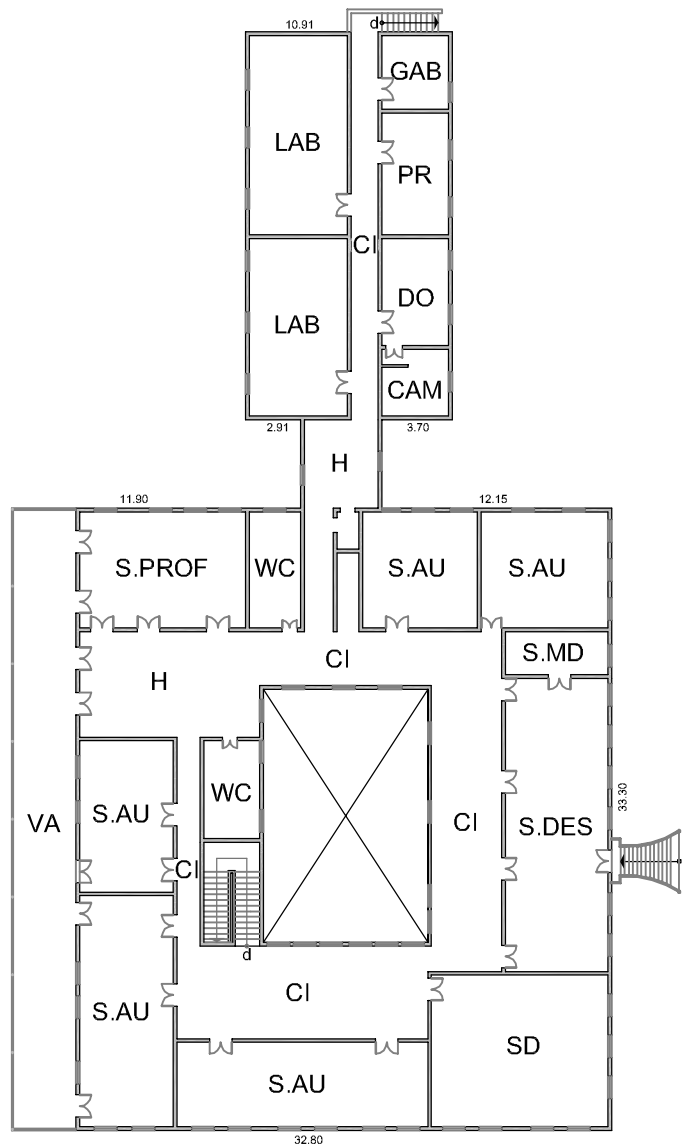 10.91
d
GAB
LAB
PR
CI
DO
LAB
CAM
2.91
3.70
H
11.90
12.15
S.PROF
WC
S.AU
S.AU
S.MD
CI
H
33.30
WC
S.AU
VA
CI
S.DES
CI
d
CI
S.AU
SD
S.AU
32.80